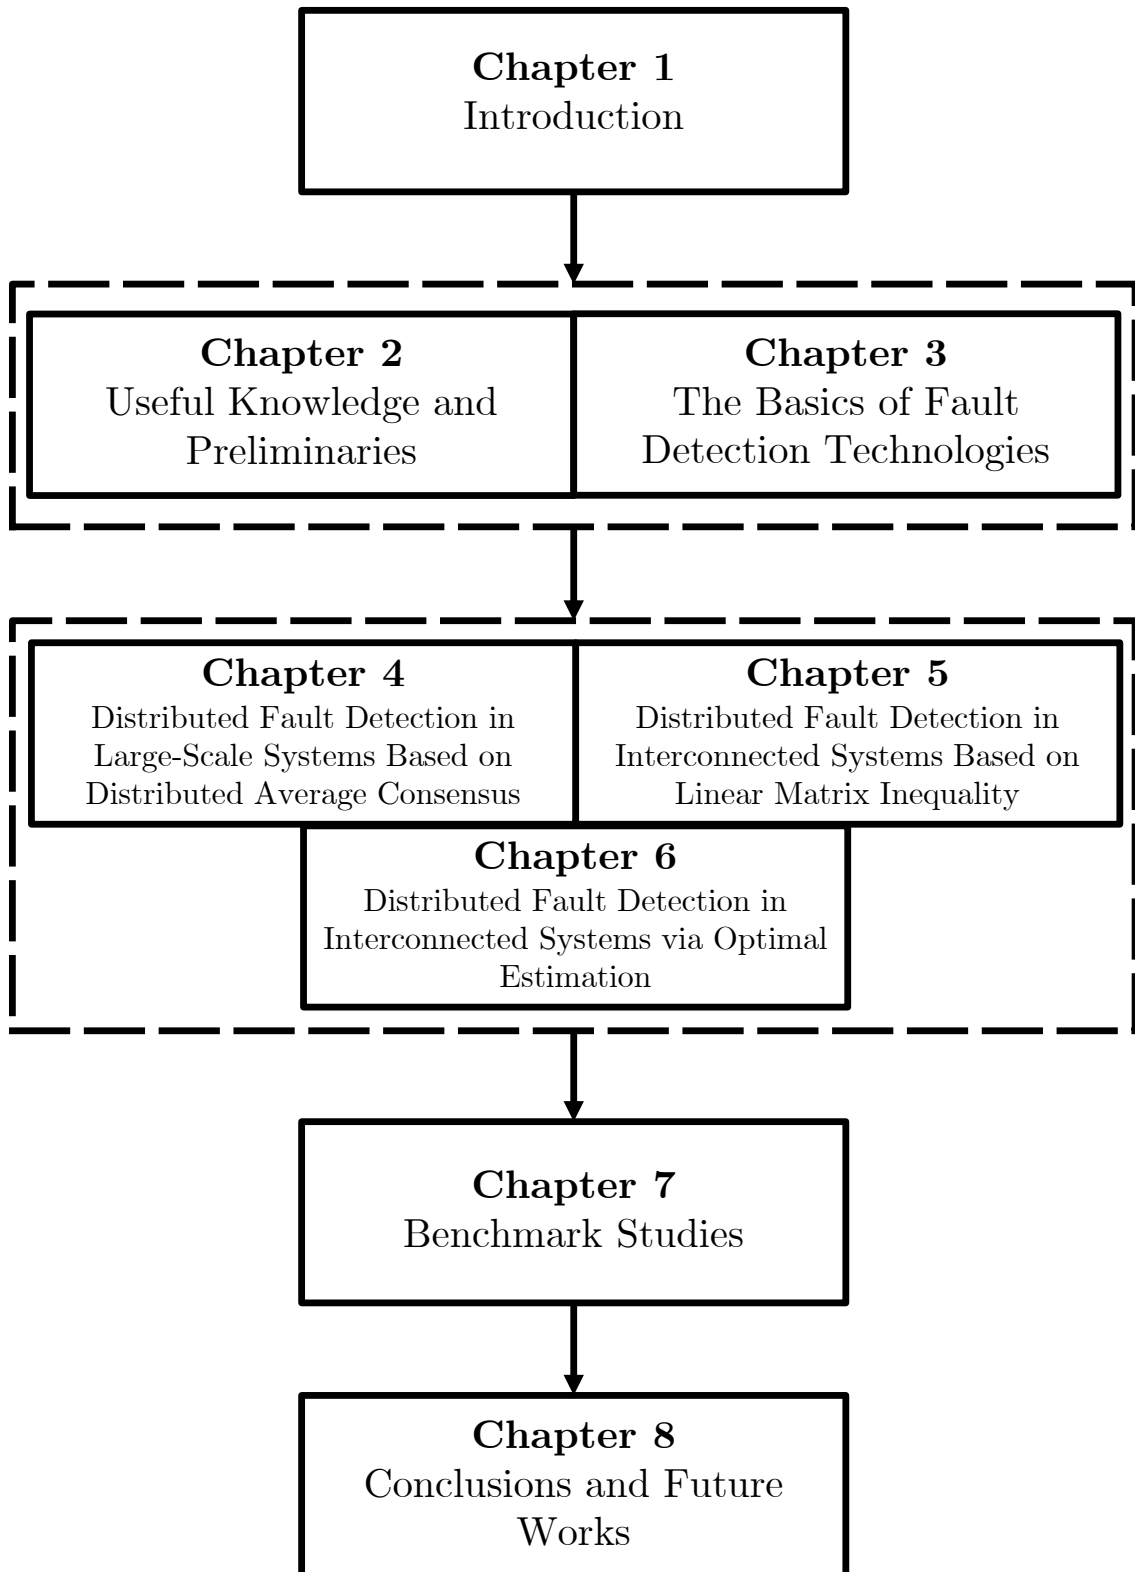 Chapter 1
Introduction
Chapter 2
Useful Knowledge and
Preliminaries
Chapter 3
The Basics of Fault
Detection Technologies
Chapter 4
Distributed Fault Detection in
Large-Scale Systems Based on
Distributed Average Consensus
Chapter 5
Distributed Fault Detection in
Interconnected Systems Based on
Linear Matrix Inequality
Chapter 6
Distributed Fault Detection in
Interconnected Systems via Optimal
Estimation
Chapter 7
Benchmark Studies
Chapter 8
Conclusions and Future
Works